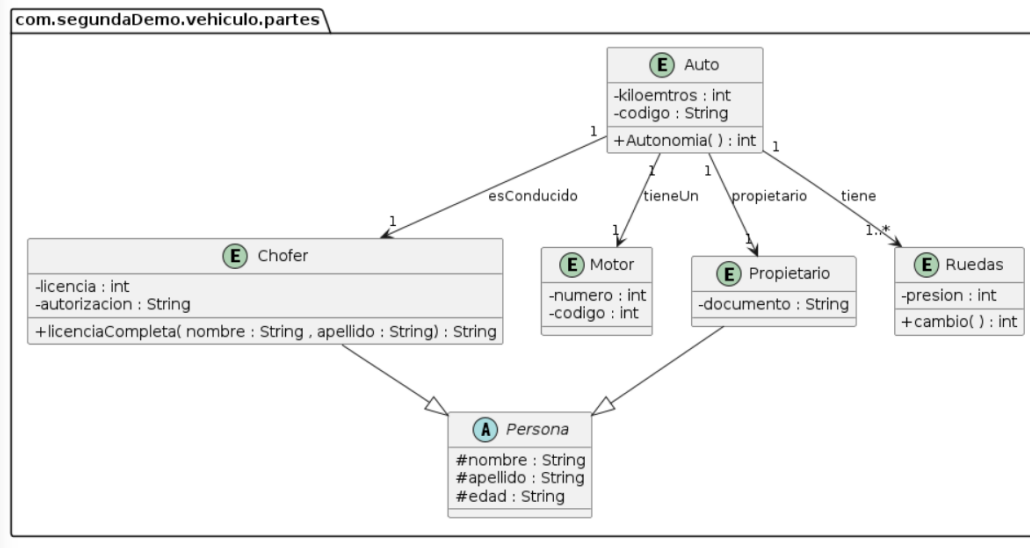 com.segundaDemo.vehiculo.partes
E Auto
-kiloemtros : int
-codigo : String
+Autonomia( ) : int
1
1
1
1
esConducido
tieneUn
propietario
tiene
1
1
1
1..*
E Chofer
-licencia : int
-autorizacion : String
+licenciaCompleta( nombre : String , apellido : String) : String
E Motor
-numero : int
-codigo : int
E Propietario
-documento : String
E Ruedas
-presion : int
+cambio( ) : int
A Persona
#nombre : String
#apellido : String
#edad : String